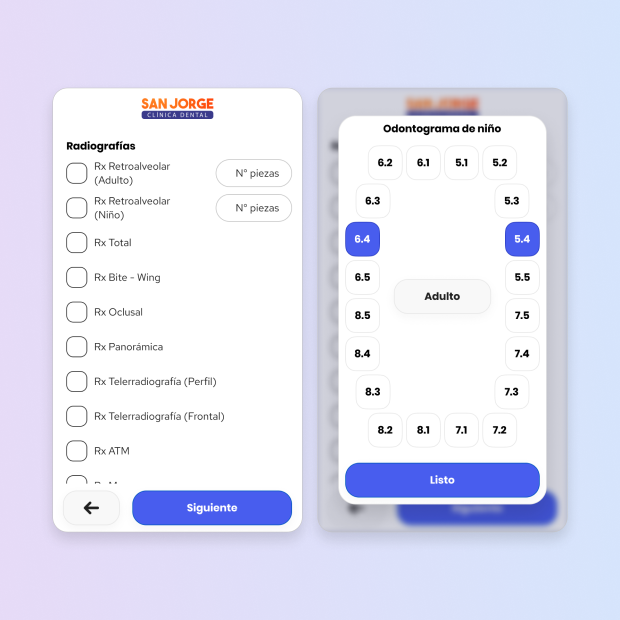 SAN JORGE
CLÍNICA DENTAL
Radiografías
Rx Retroalveolar
(Adulto)
N° piezas
Rx Retroalveolar
(Niño)
N° piezas
Rx Total
Rx Bite - Wing
Rx Oclusal
Rx Panorámica
Rx Telerradiografía (Perfil)
Rx Telerradiografía (Frontal)
Rx ATM
Siguiente
SAN JORGE
Odontograma de niño
6.2 6.1 5.1 5.2
6.3 5.3
6.4 5.4
6.5 5.5
Adulto
8.5 7.5
8.4 7.4
8.3 7.3
8.2 8.1 7.1 7.2
Listo
Siguiente